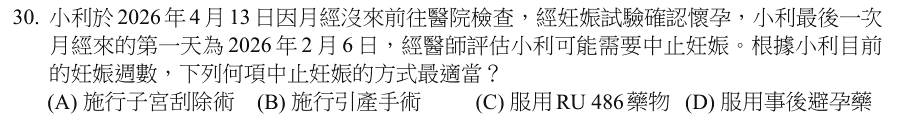 30. 小利於 2026 年 4 月 13 日因月經沒來前往醫院檢查，經妊娠試驗確認懷孕，小利最後一次
月經來的第一天為 2026 年 2 月 6 日，經醫師評估小利可能需要中止妊娠。根據小利目前
的妊娠週數，下列何項中止妊娠的方式最適當？
(A) 施行子宮刮除術 (B) 施行引產手術 (C) 服用 RU 486 藥物 (D) 服用事後避孕藥